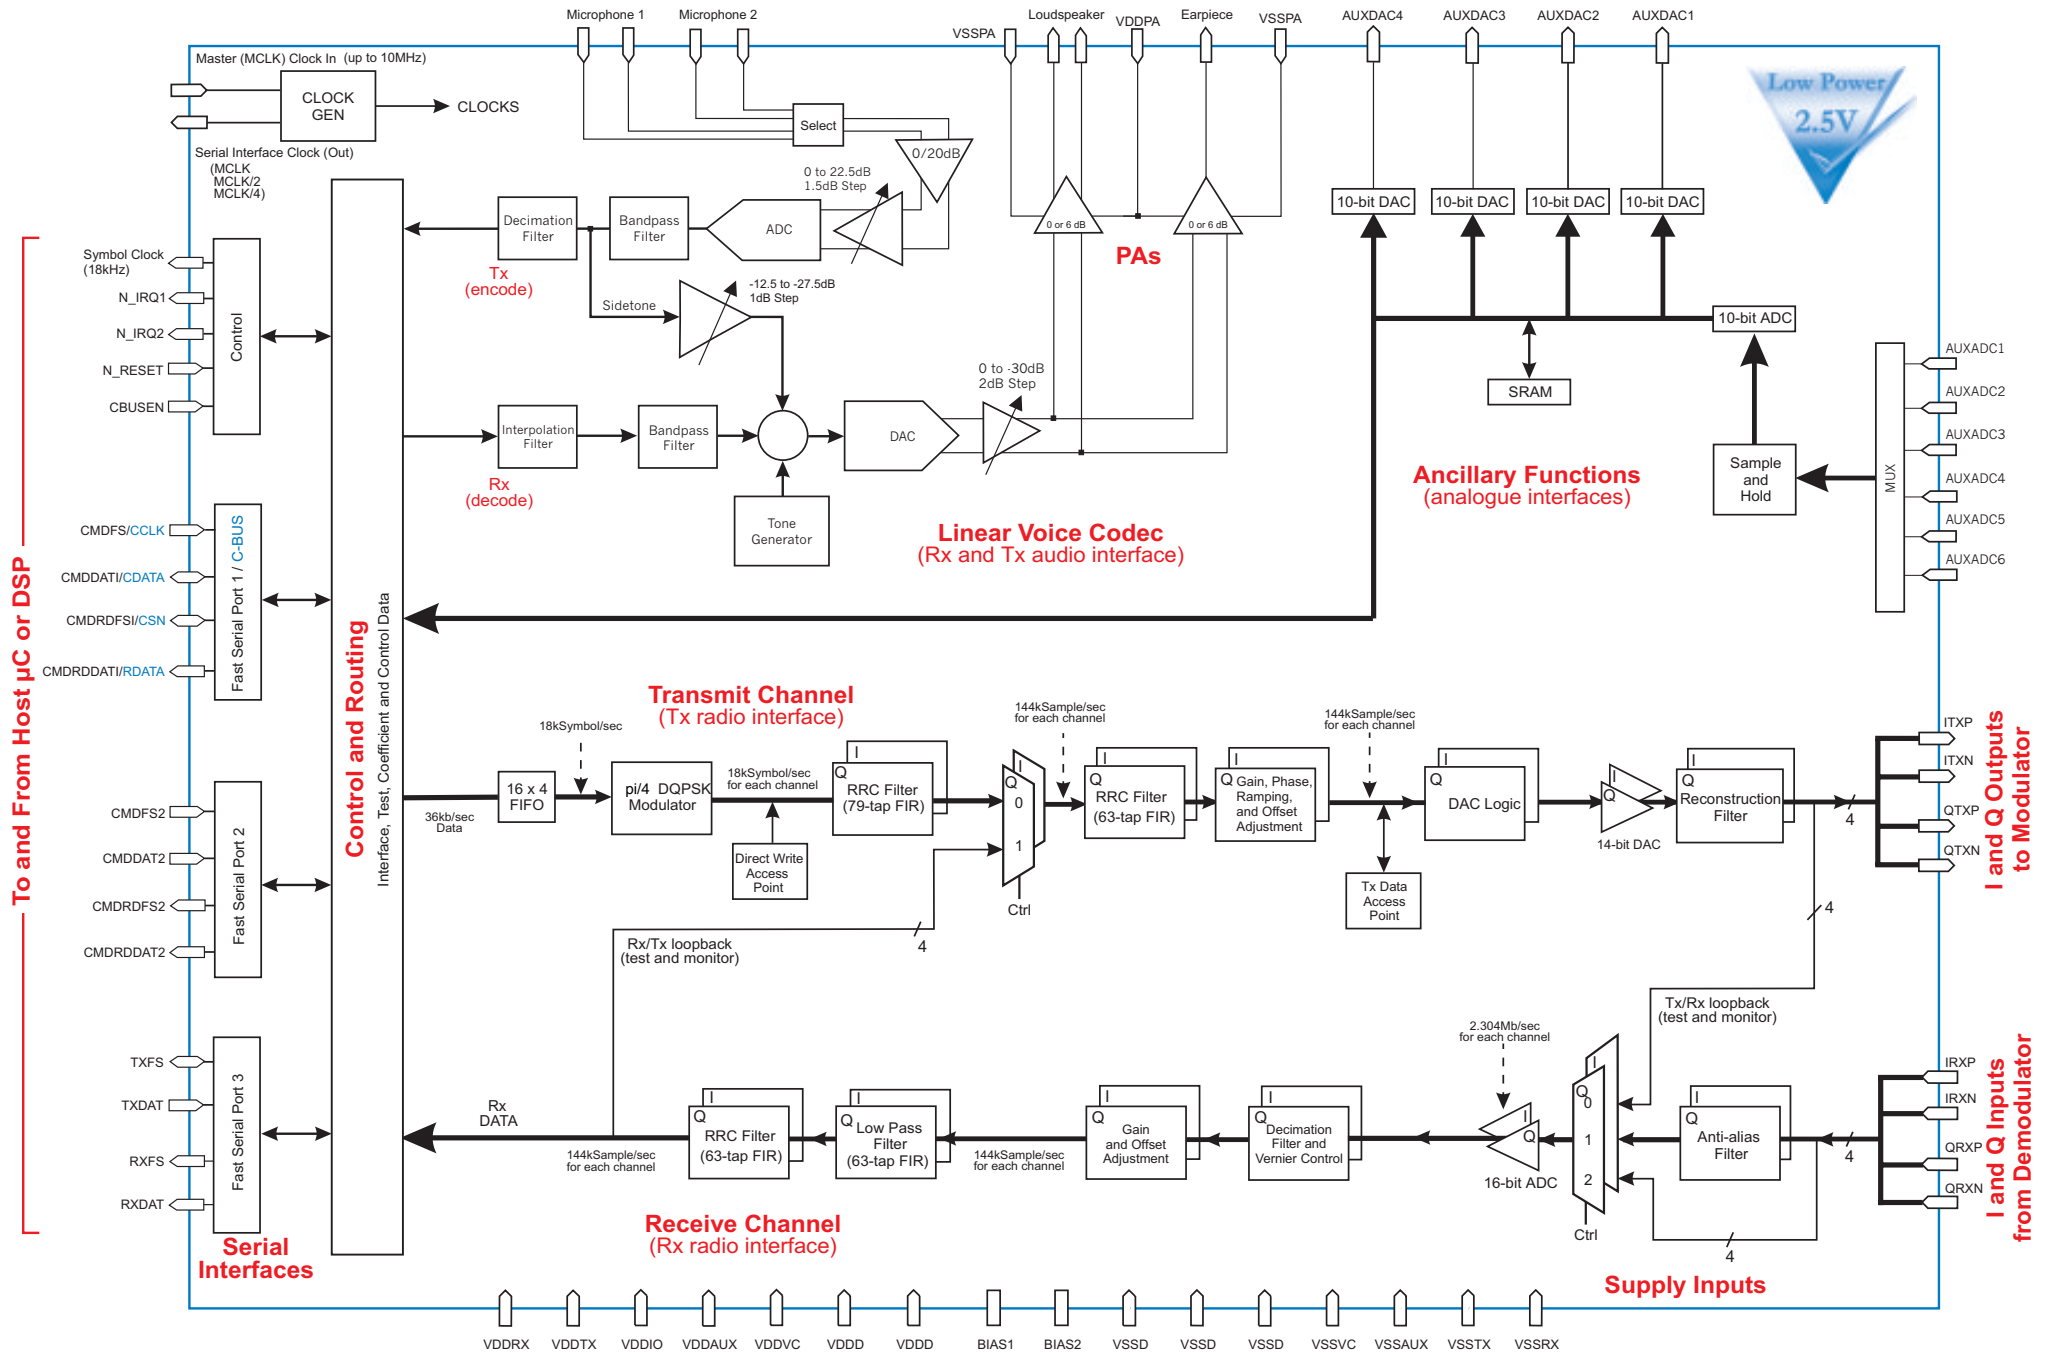 Microphone 1
Microphone 2
VSSPA
Loudspeaker
VDDPA
Earpiece
VSSPA
AUXDAC4
AUXDAC3
AUXDAC2
AUXDAC1
Master (MCLK) Clock In (up to 10MHz)
CLOCK
GEN
CLOCKS
Serial Interface Clock (Out)
(MCLK
MCLK/2
MCLK/4)
Select
0/20dB
0 to 22.5dB
1.5dB Step
Low Power
2.5V
Decimation
Filter
Bandpass
Filter
ADC
Tx
(encode)
Sidetone
-12.5 to -27.5dB
1dB Step
0 or 6 dB
0 or 6 dB
PAs
10-bit DAC
10-bit DAC
10-bit DAC
10-bit DAC
10-bit ADC
SRAM
Sample
and
Hold
MUX
AUXADC1
AUXADC2
AUXADC3
AUXADC4
AUXADC5
AUXADC6
Ancillary Functions
(analogue interfaces)
Symbol Clock
(18kHz)
N_IRQ1
N_IRQ2
N_RESET
CBUSEN
Control
Interpolation
Filter
Bandpass
Filter
Rx
(decode)
Tone
Generator
DAC
0 to -30dB
2dB Step
Linear Voice Codec
(Rx and Tx audio interface)
To and From Host µC or DSP
CMDFS/CCLK
CMDDATI/CDATA
CMDRDFSI/CSN
CMDRDDATI/RDATA
Fast Serial Port 1 / C-BUS
Control and Routing
Interface, Test, Coefficient and Control Data
CMDFS2
CMDDAT2
CMDRDFS2
CMDRDDAT2
Fast Serial Port 2
TXFS
TXDAT
RXFS
RXDAT
Fast Serial Port 3
Serial
Interfaces
Transmit Channel
(Tx radio interface)
36kb/sec
Data
16 x 4
FIFO
18kSymbol/sec
pi/4 DQPSK
Modulator
18kSymbol/sec
for each channel
Direct Write
Access
Point
I
Q
RRC Filter
(79-tap FIR)
I
Q
0
1
Ctrl
144kSample/sec
for each channel
I
Q
RRC Filter
(63-tap FIR)
I
Q
Gain, Phase,
Ramping,
and Offset
Adjustment
144kSample/sec
for each channel
Tx Data
Access
Point
I
Q
DAC Logic
I
Q
14-bit DAC
I
Q
Reconstruction
Filter
4
ITXP
ITXN
QTXP
QTXN
I and Q Outputs
to Modulator
Rx/Tx loopback
(test and monitor)
4
4
Tx/Rx loopback
(test and monitor)
Rx
DATA
144kSample/sec
for each channel
I
Q
RRC Filter
(63-tap FIR)
I
Q
Low Pass
Filter
(63-tap FIR)
144kSample/sec
for each channel
I
Q
Gain
and Offset
Adjustment
I
Q
Decimation
Filter and
Vernier Control
2.304Mb/sec
for each channel
I
Q
16-bit ADC
I
Q
0
1
2
Ctrl
I
Q
Anti-alias
Filter
4
4
IRXP
IRXN
QRXP
QRXN
I and Q Inputs
from Demodulator
Receive Channel
(Rx radio interface)
Supply Inputs
VDDRX
VDDTX
VDDIO
VDDAUX
VDDVC
VDDD
VDDD
BIAS1
BIAS2
VSSD
VSSD
VSSD
VSSVC
VSSAUX
VSSTX
VSSRX